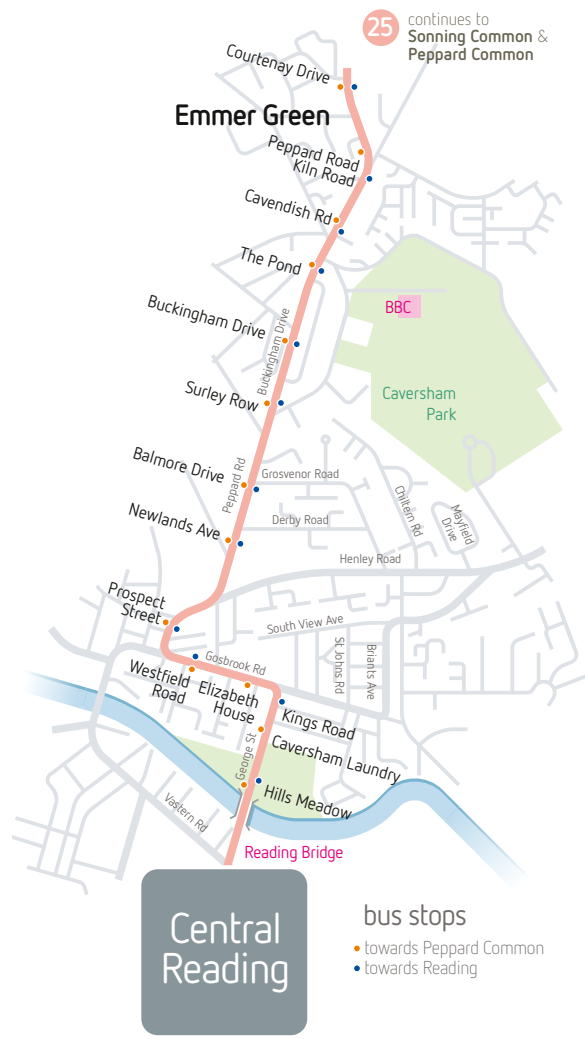 25
continues to
Sonning Common &
Peppard Common
Courtenay Drive
Emmer Green
Peppard Road
Kiln Road
Cavendish Rd
The Pond
BBC
Buckingham Drive
Buckingham Drive
Caversham
Park
Surley Row
Balmore Drive
Peppard Rd
Grosvenor Road
Chiltern Rd
Mayfield
Drive
Newlands Ave
Derby Road
Henley Road
Prospect
Street
South View Ave
Gosbrook Rd
St Johns Rd
Briants Ave
Westfield
Road
Elizabeth
House
Kings Road
George St
Caversham Laundry
Hills Meadow
Vastern Rd
Reading Bridge
Central
Reading
bus stops
towards Peppard Common
towards Reading